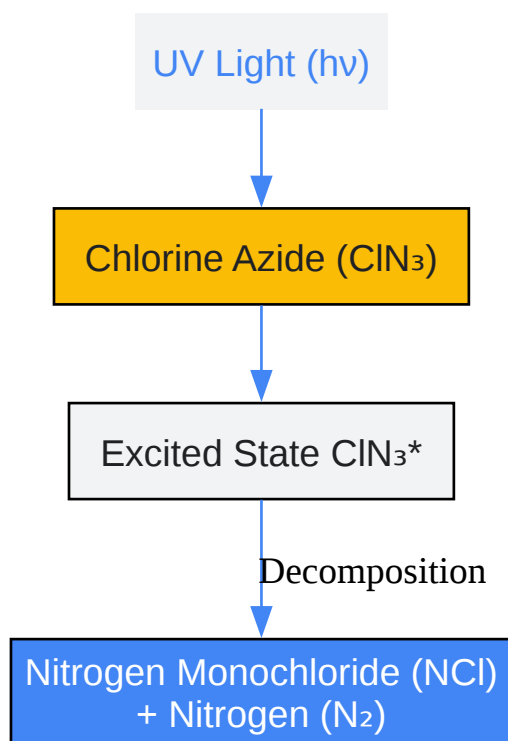 UV Light (hν)
Chlorine Azide (ClN₃)
Excited State ClN₃*
Decomposition
Nitrogen Monochloride (NCl)
+ Nitrogen (N₂)